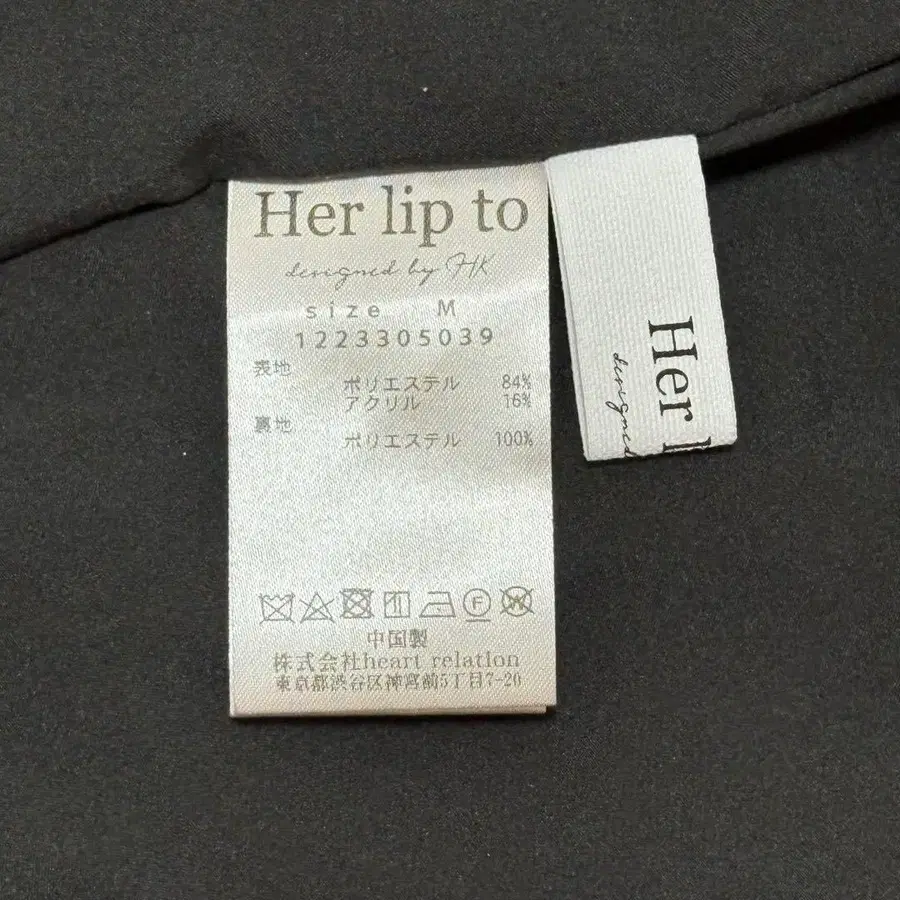 Her lip to
designed by HK
size M
1223305039
表地
ポリエステル 84%
アクリル 16%
裏地
ポリエステル 100%
中国製
株式会社heart relation
東京都渋谷区神宮前5丁目7-20
Her l
designed